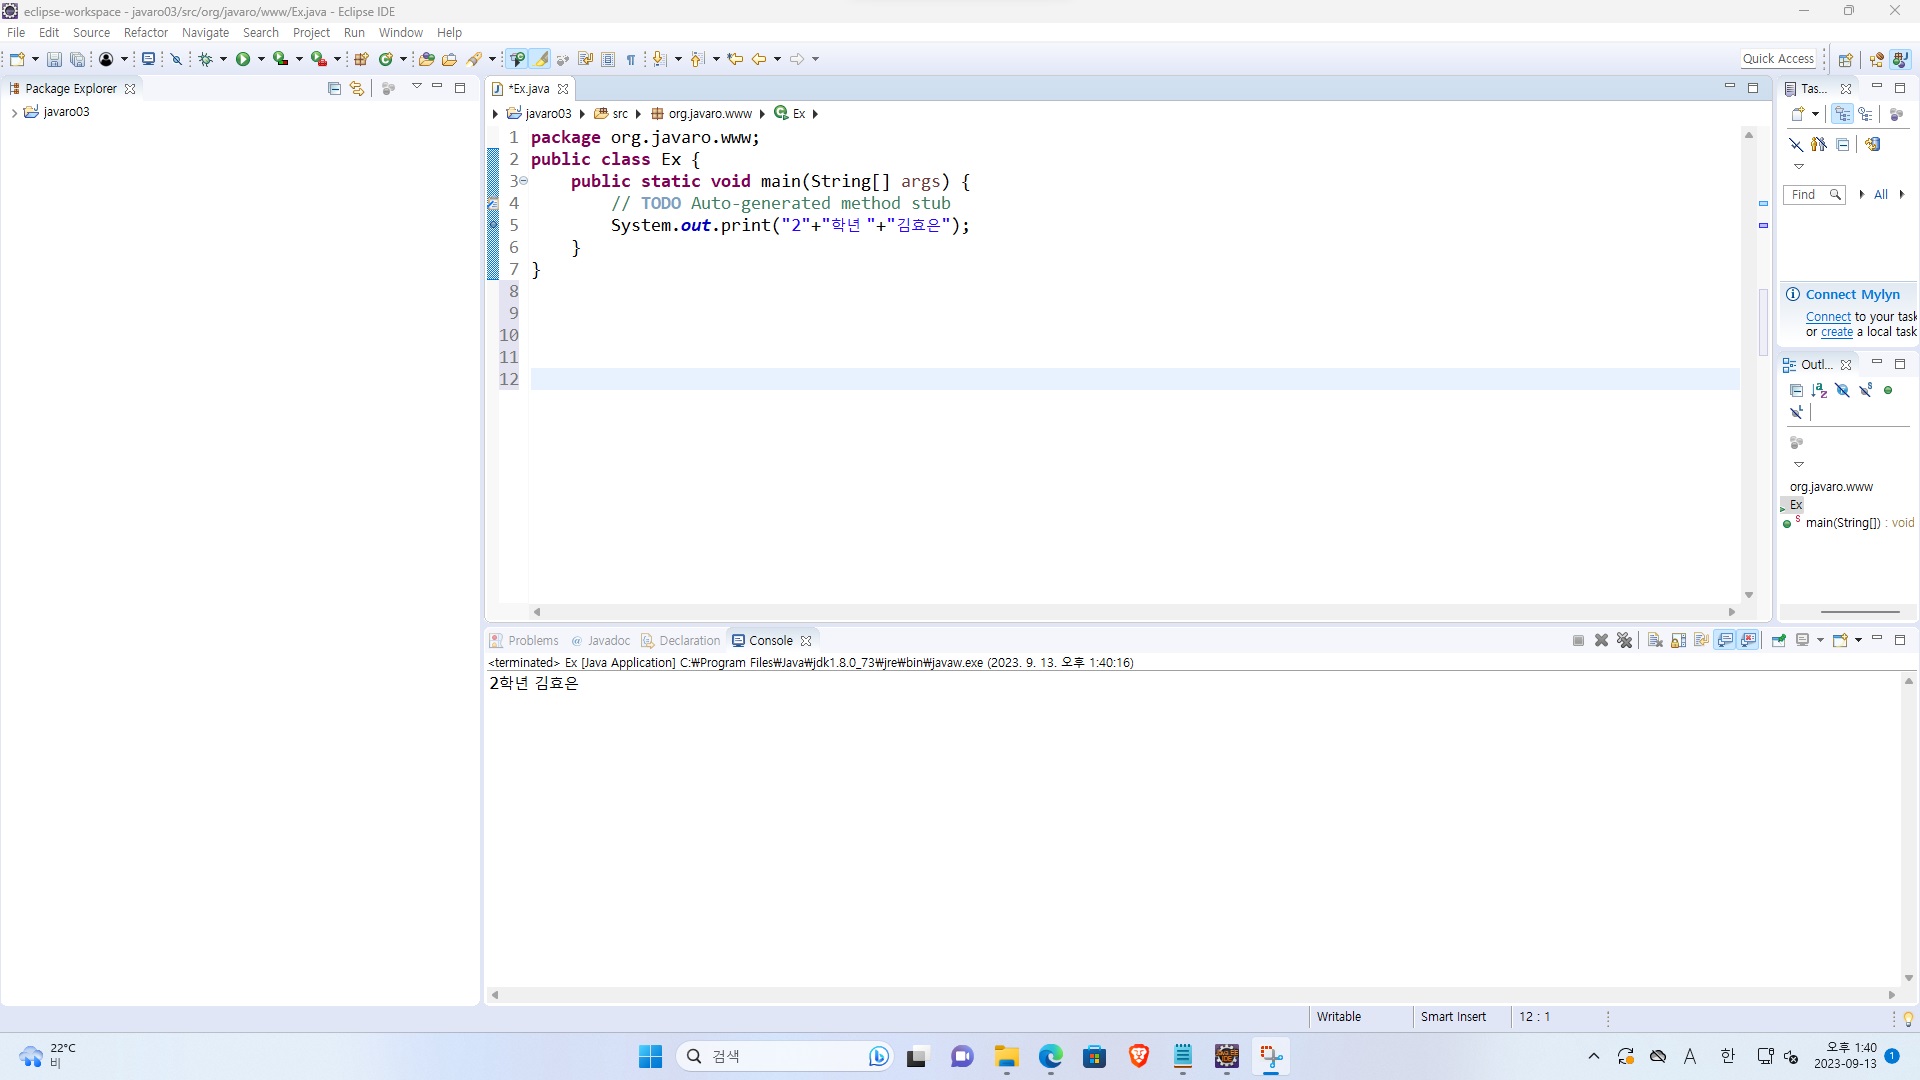 eclipse-workspace - javaro03/src/org/javaro/www/Ex.java - Eclipse IDE
File Edit Source Refactor Navigate Search Project Run Window Help
Quick Access
Package Explorer
javaro03
*Ex.java
javaro03 src org.javaro.www Ex
1 package org.javaro.www;
2 public class Ex {
3 public static void main(String[] args) {
4 // TODO Auto-generated method stub
5 System.out.print("2"+"학년 "+"김효은");
6 }
7 }
8
9
10
11
12
Tas...
Find All
Connect Mylyn
Connect to your task
or create a local task
Outl...
org.javaro.www
Ex
main(String[]) : void
Problems Javadoc Declaration Console
<terminated> Ex [Java Application] C:₩Program Files₩Java₩jdk1.8.0_73₩jre₩bin₩javaw.exe (2023. 9. 13. 오후 1:40:16)
2학년 김효은
Writable Smart Insert 12 : 1
22°C
비
검색
A 한
오후 1:40
2023-09-13
1